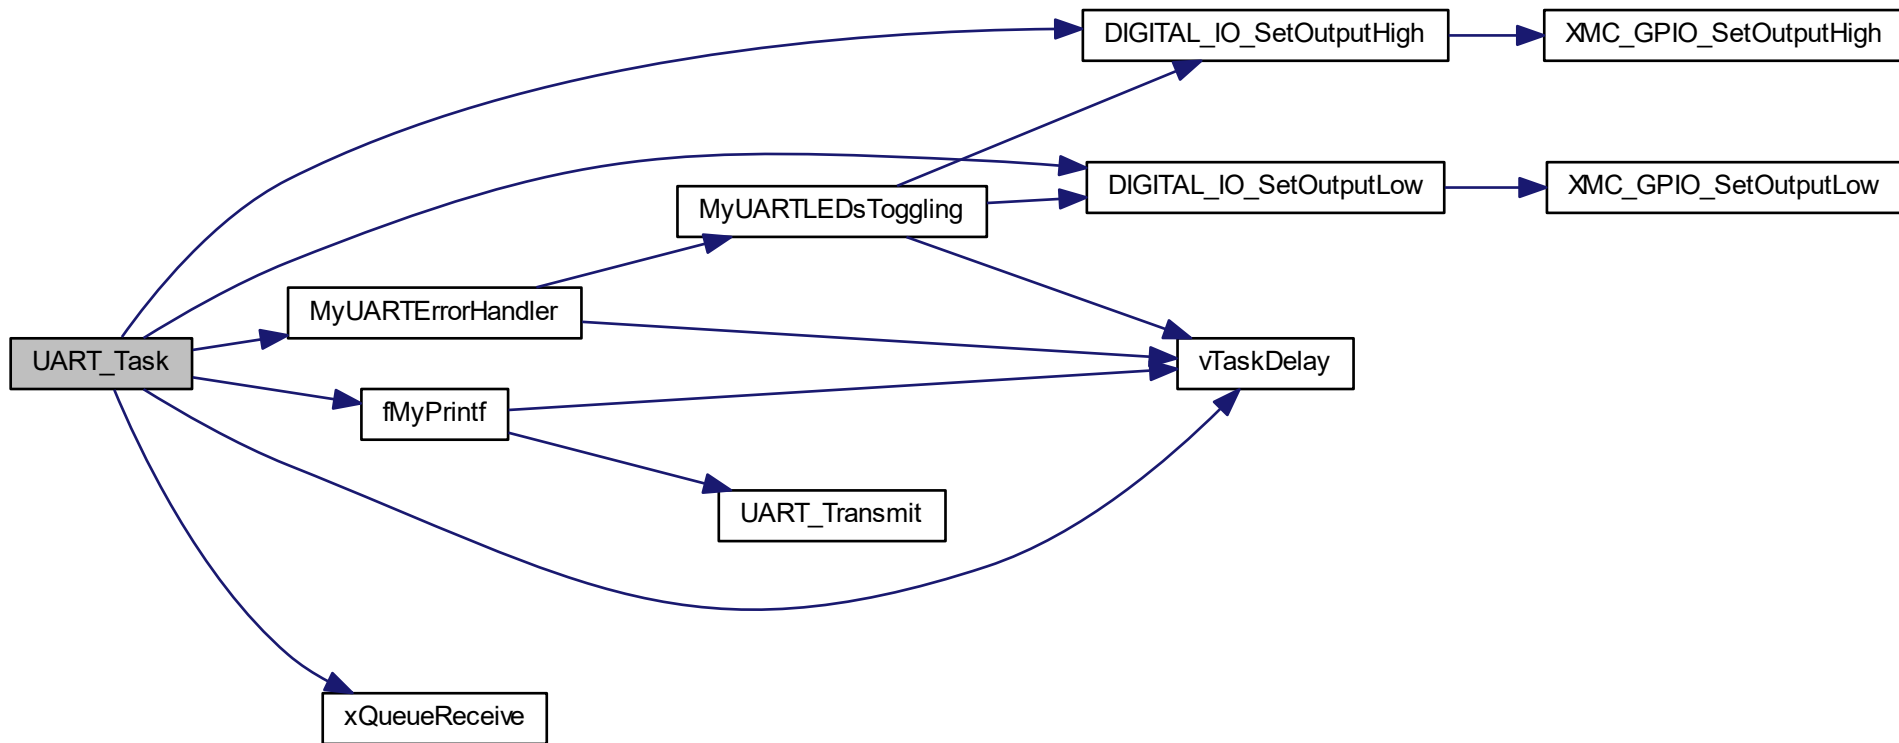 DIGITAL_IO_SetOutputHigh
XMC_GPIO_SetOutputHigh
MyUARTLEDsToggling
DIGITAL_IO_SetOutputLow
XMC_GPIO_SetOutputLow
MyUARTErrorHandler
UART_Task
vTaskDelay
fMyPrintf
UART_Transmit
xQueueReceive